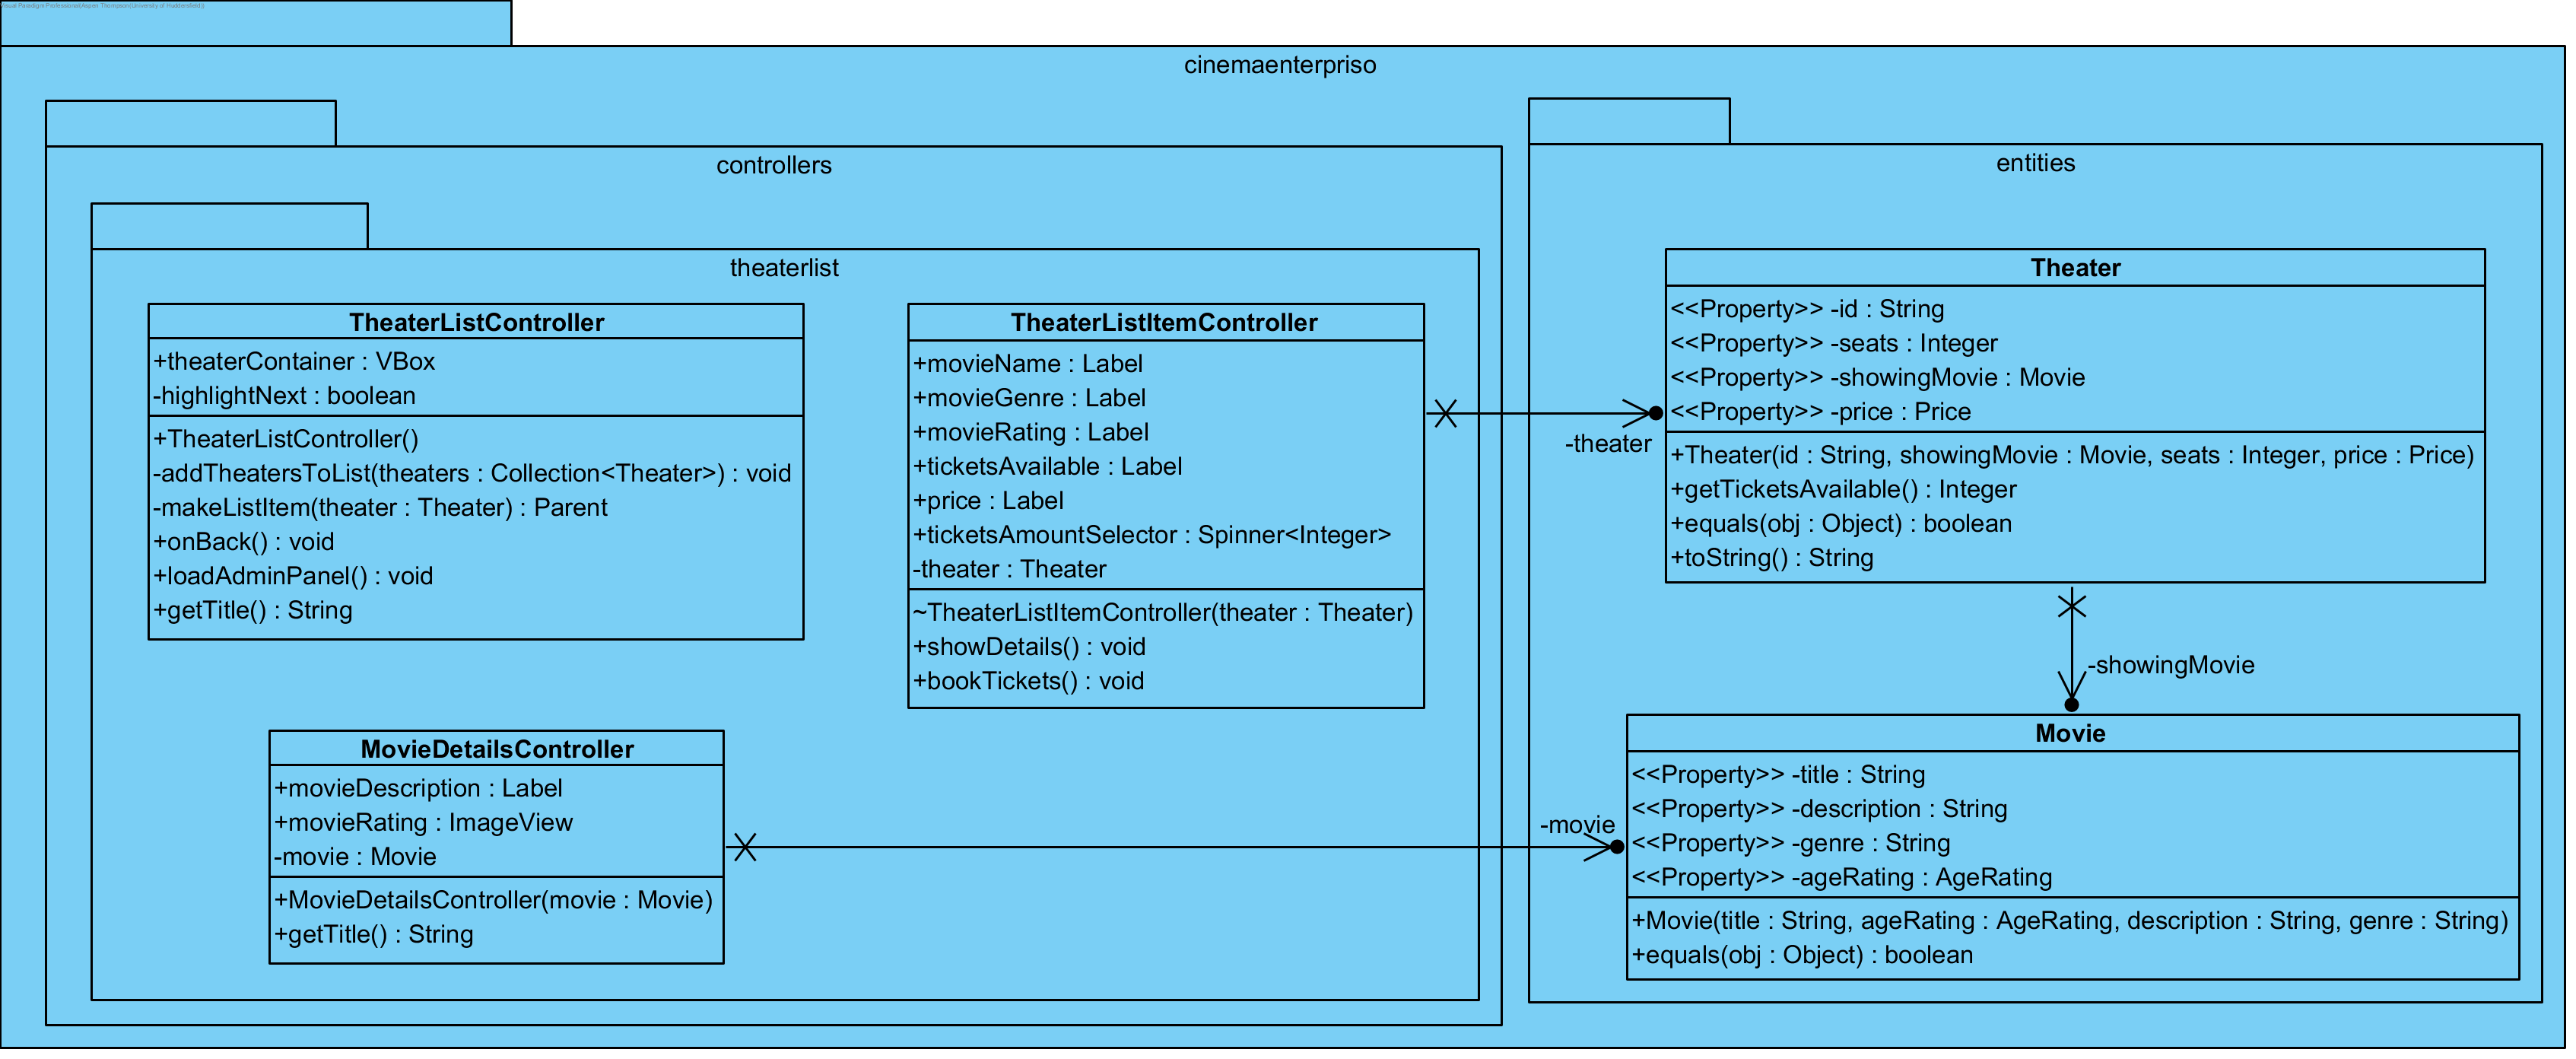 Visual Paradigm Professional(Aspen Thompson(University of Huddersfield))
cinemaenterpriso
controllers
theaterlist
TheaterListController
+theaterContainer : VBox
-highlightNext : boolean
+TheaterListController()
-addTheatersToList(theaters : Collection<Theater>) : void
-makeListItem(theater : Theater) : Parent
+onBack() : void
+loadAdminPanel() : void
+getTitle() : String
TheaterListItemController
+movieName : Label
+movieGenre : Label
+movieRating : Label
+ticketsAvailable : Label
+price : Label
+ticketsAmountSelector : Spinner<Integer>
-theater : Theater
~TheaterListItemController(theater : Theater)
+showDetails() : void
+bookTickets() : void
MovieDetailsController
+movieDescription : Label
+movieRating : ImageView
-movie : Movie
+MovieDetailsController(movie : Movie)
+getTitle() : String
entities
-theater
Theater
<<Property>> -id : String
<<Property>> -seats : Integer
<<Property>> -showingMovie : Movie
<<Property>> -price : Price
+Theater(id : String, showingMovie : Movie, seats : Integer, price : Price)
+getTicketsAvailable() : Integer
+equals(obj : Object) : boolean
+toString() : String
-showingMovie
-movie
Movie
<<Property>> -title : String
<<Property>> -description : String
<<Property>> -genre : String
<<Property>> -ageRating : AgeRating
+Movie(title : String, ageRating : AgeRating, description : String, genre : String)
+equals(obj : Object) : boolean